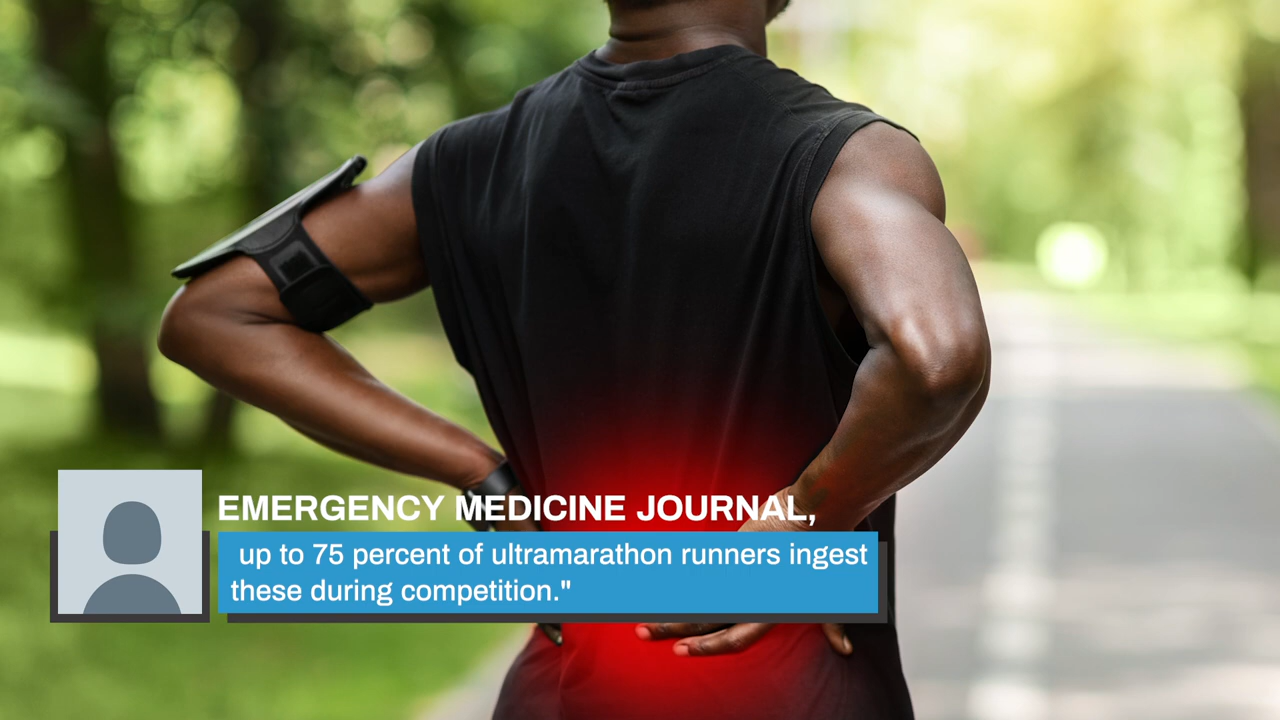 EMERGENCY MEDICINE JOURNAL,
up to 75 percent of ultramarathon runners ingest
these during competition."